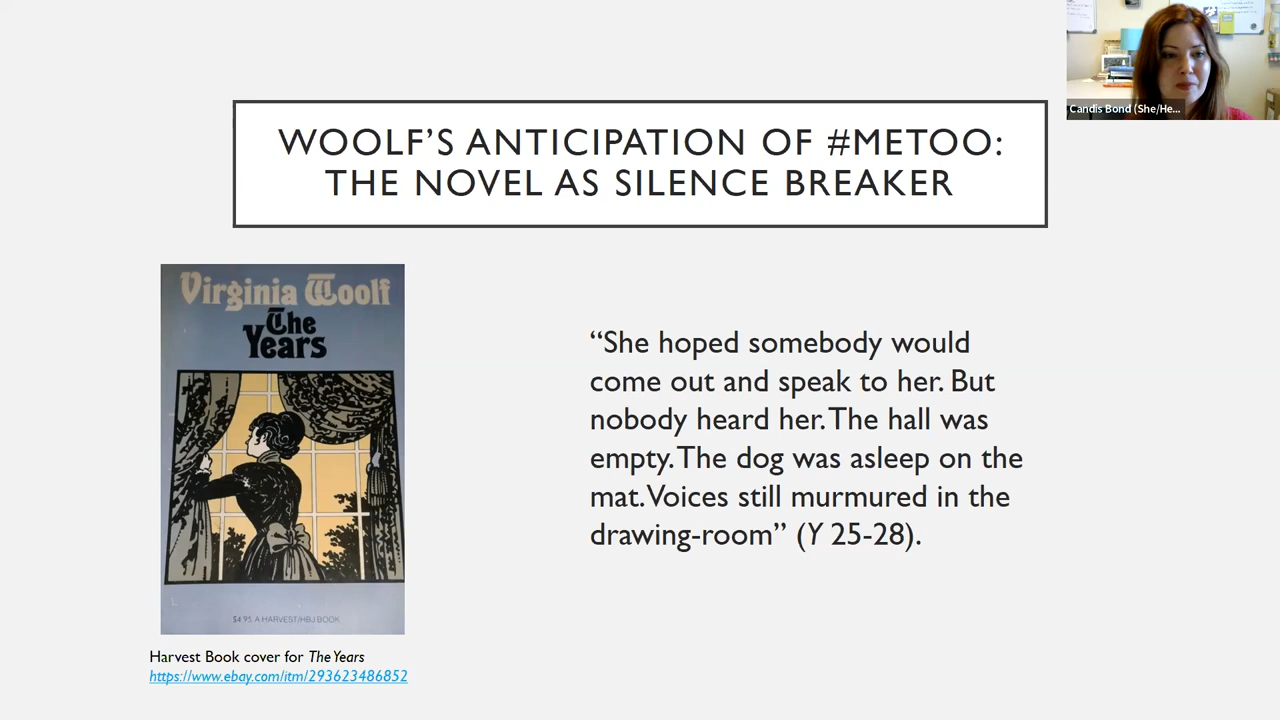 Candis Bond (She/He...
WOOLF'S ANTICIPATION OF #METOO:
THE NOVEL AS SILENCE BREAKER
Virginia Woolf
The
Years
$4.95 A HARVEST/HBJ BOOK
Harvest Book cover for The Years
https://www.ebay.com/itm/293623486852
“She hoped somebody would
come out and speak to her. But
nobody heard her. The hall was
empty. The dog was asleep on the
mat. Voices still murmured in the
drawing-room” (Y 25-28).